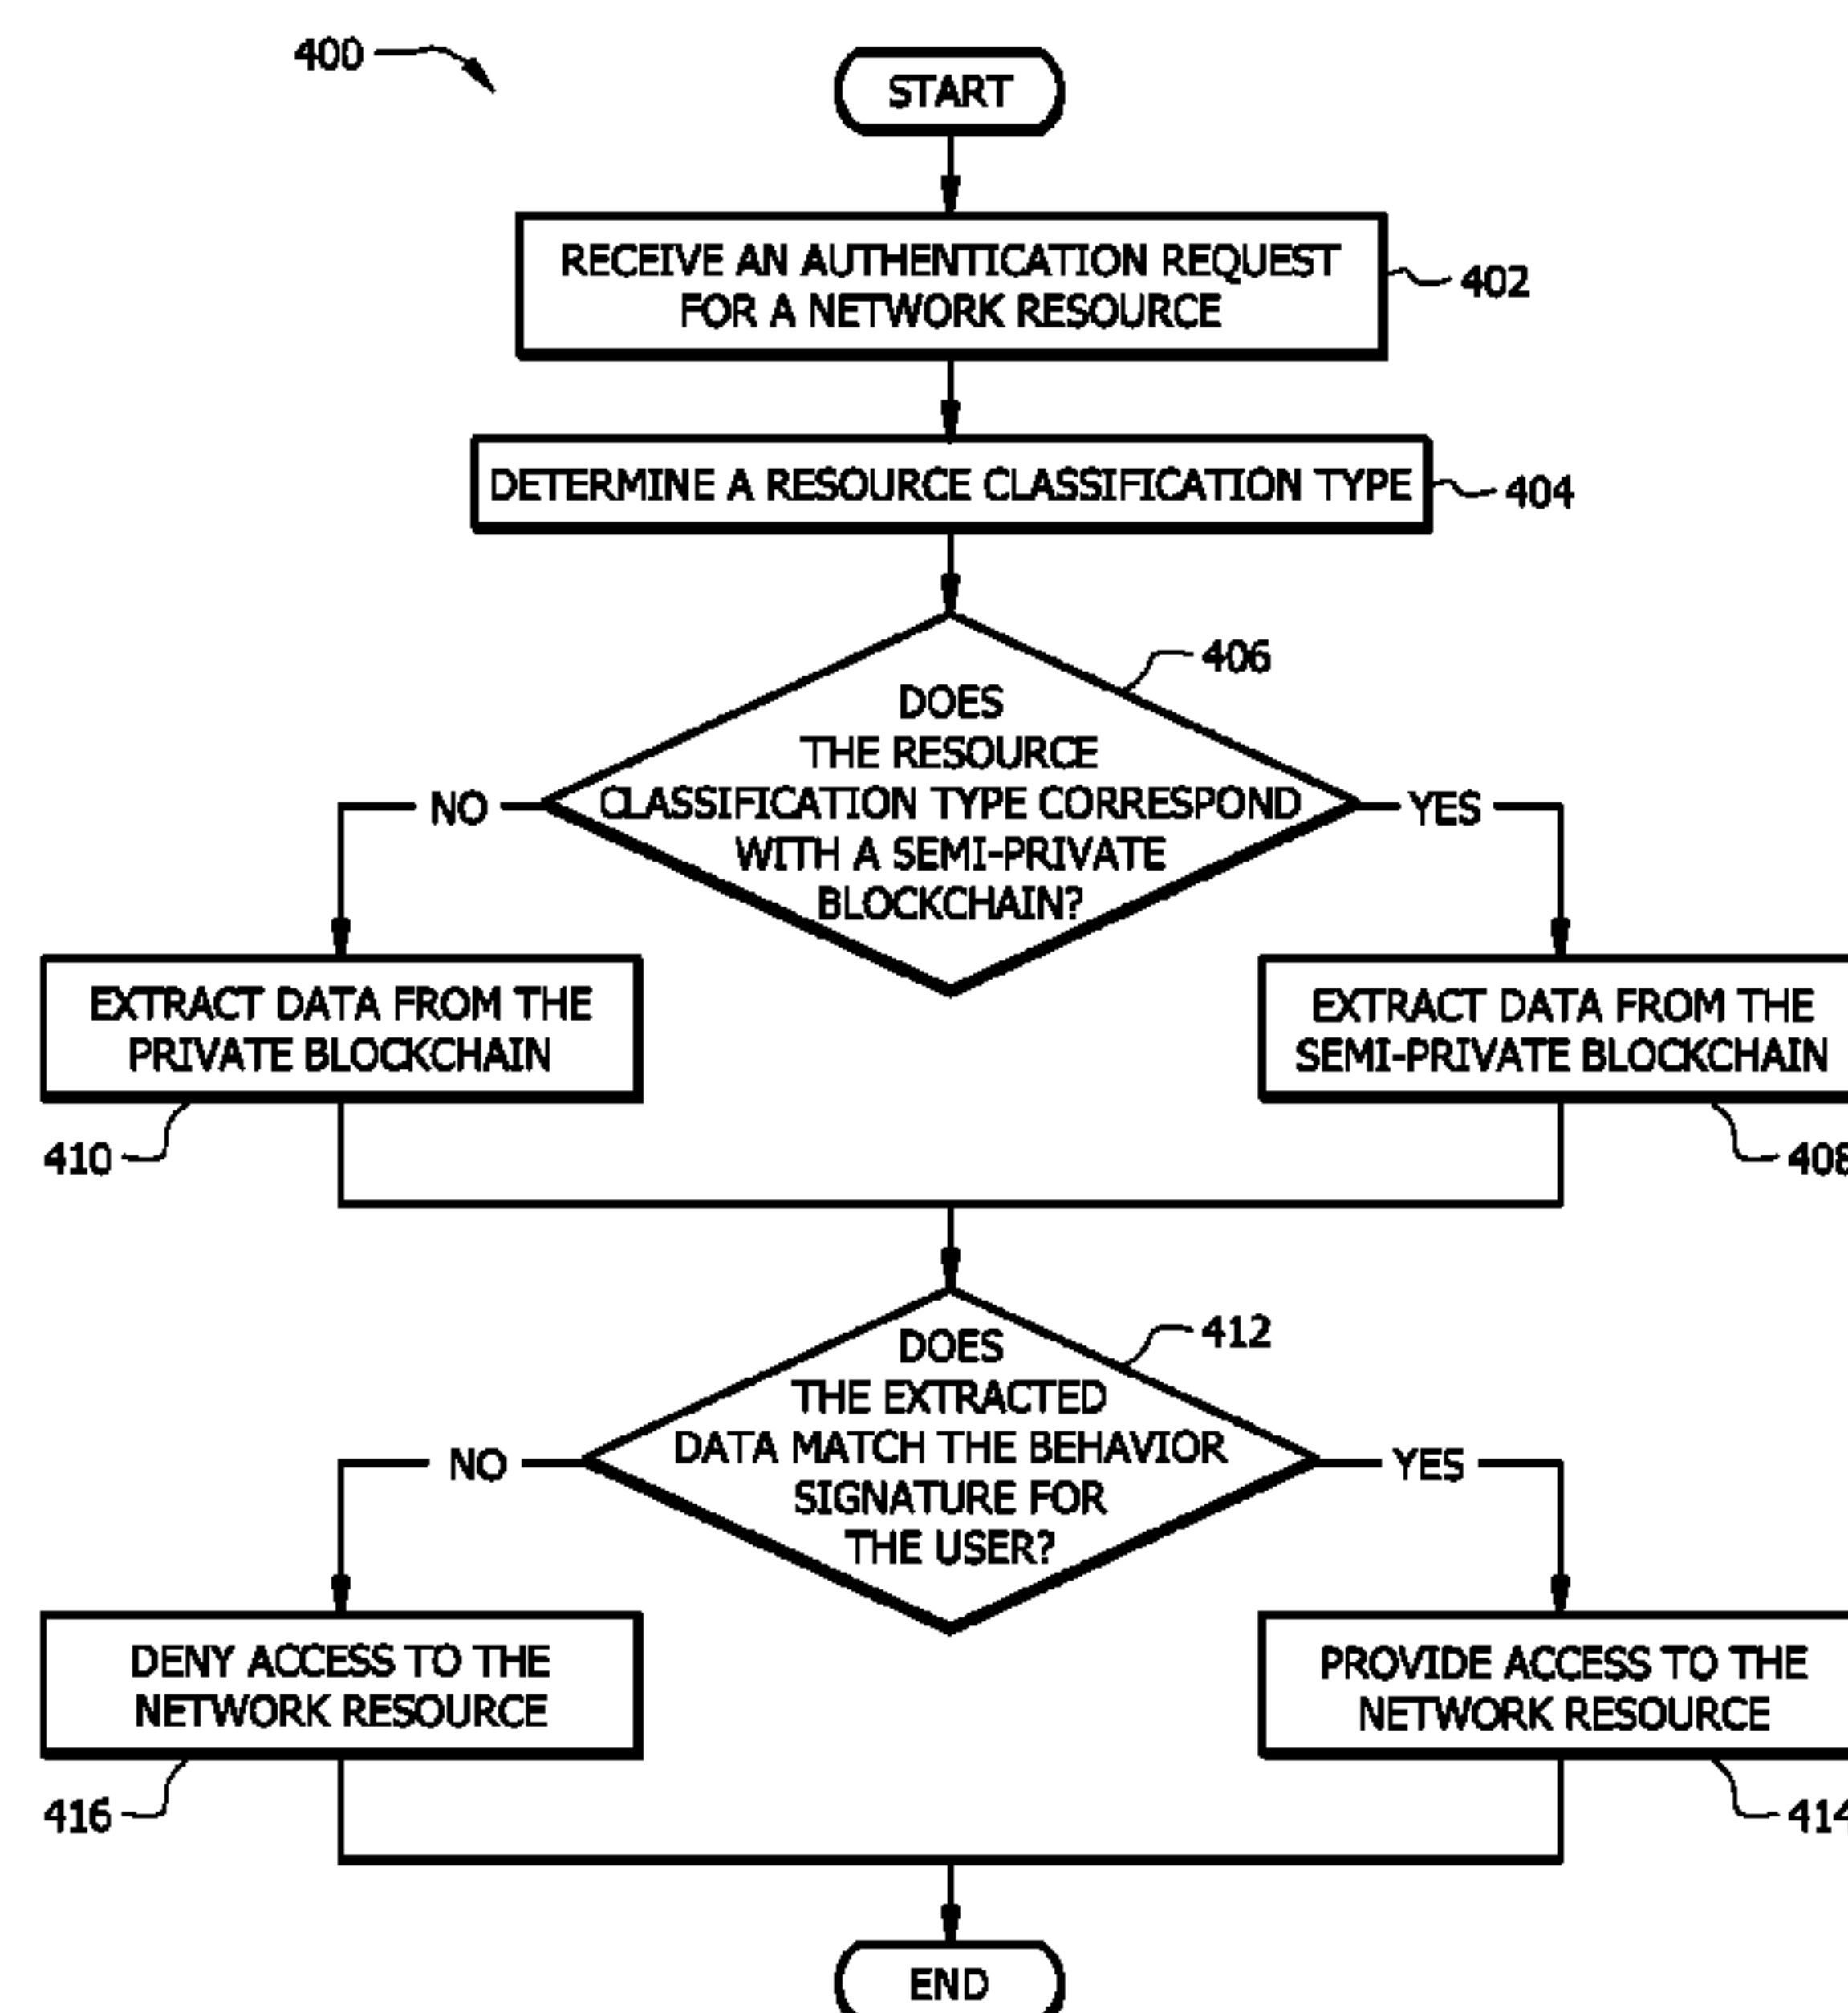 400
START
RECEIVE AN AUTHENTICATION REQUEST
FOR A NETWORK RESOURCE
402
DETERMINE A RESOURCE CLASSIFICATION TYPE
404
406
DOES
THE RESOURCE
CLASSIFICATION TYPE CORRESPOND
WITH A SEMI-PRIVATE
BLOCKCHAIN?
NO
YES
EXTRACT DATA FROM THE
PRIVATE BLOCKCHAIN
410
EXTRACT DATA FROM THE
SEMI-PRIVATE BLOCKCHAIN
408
412
DOES
THE EXTRACTED
DATA MATCH THE BEHAVIOR
SIGNATURE FOR
THE USER?
NO
YES
DENY ACCESS TO THE
NETWORK RESOURCE
416
PROVIDE ACCESS TO THE
NETWORK RESOURCE
414
END